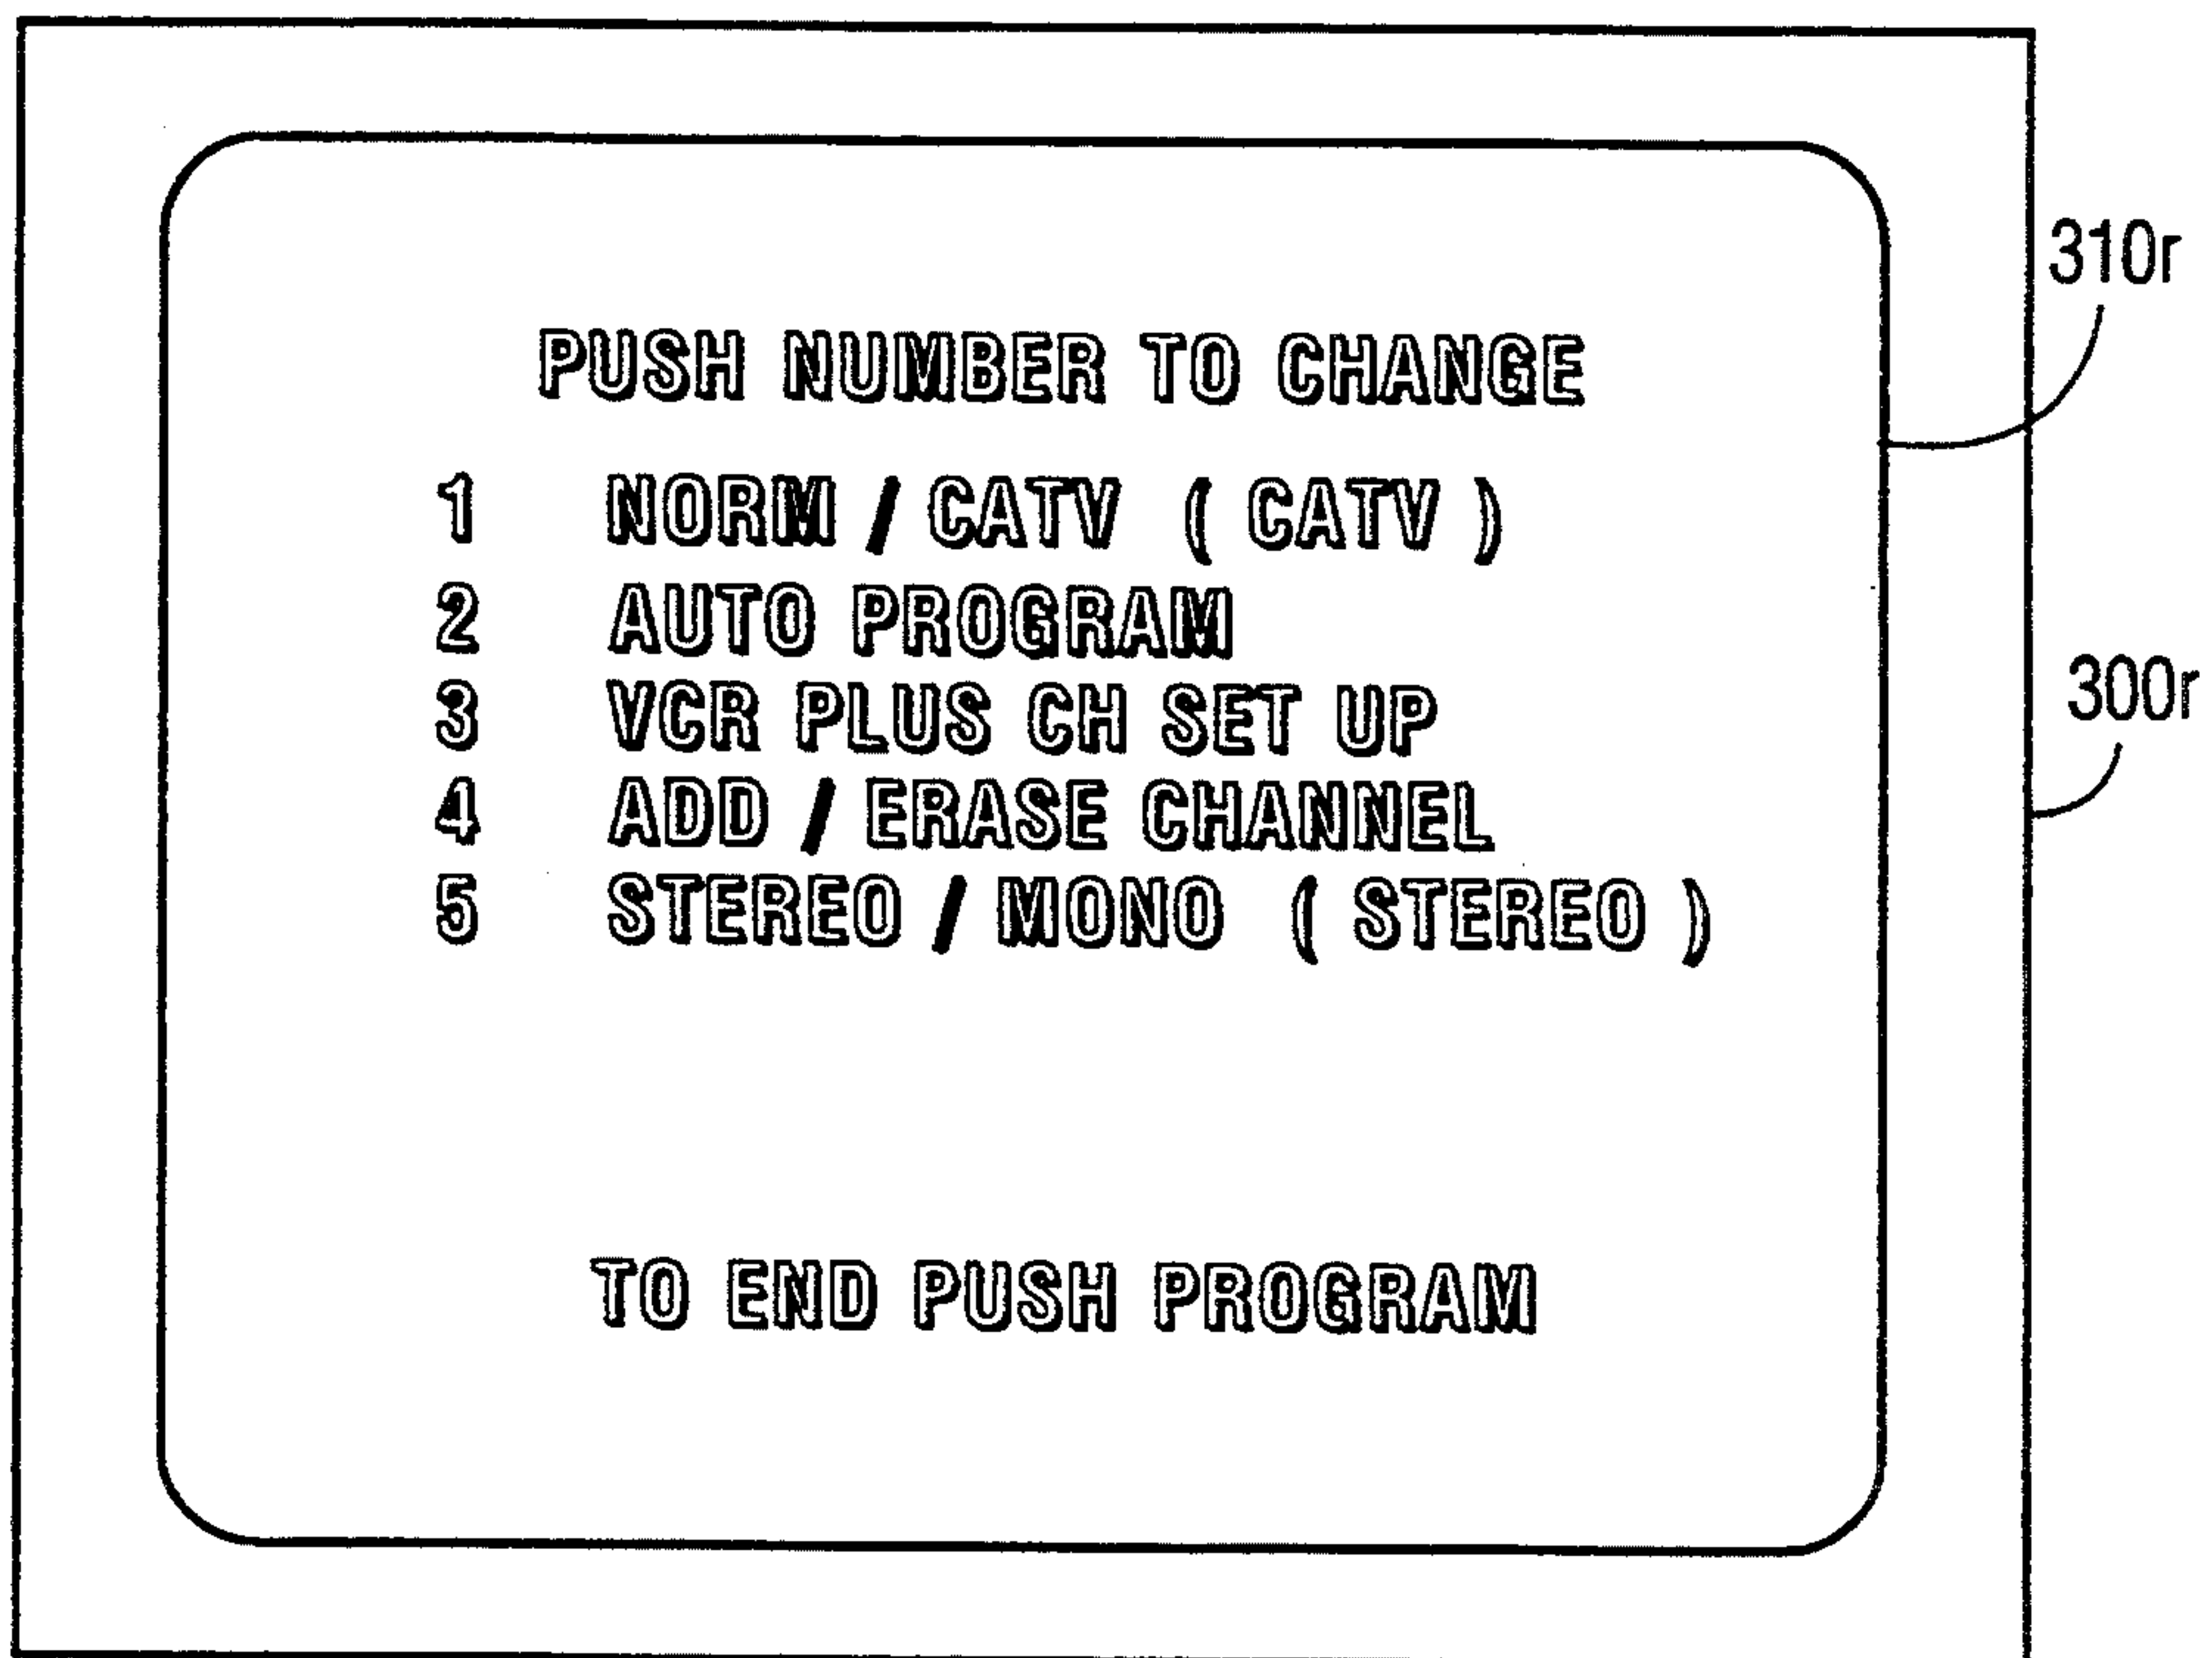 PUSH NUMBER TO CHANGE
1 NORM / CATV ( CATV )
2 AUTO PROGRAM
3 VCR PLUS CH SET UP
4 ADD / ERASE CHANNEL
5 STEREO / MONO ( STEREO )
TO END PUSH PROGRAM
310r
300r